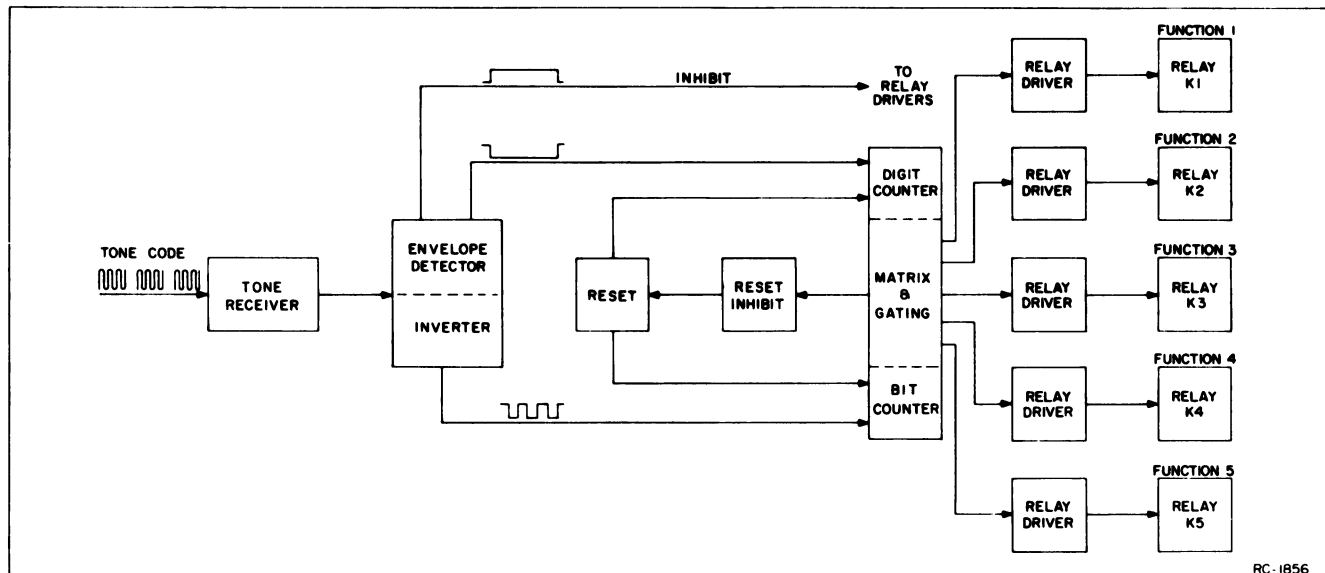 FUNCTION 1
RELAY
DRIVER
RELAY
K1
INHIBIT
TO
RELAY
DRIVERS
FUNCTION 2
RELAY
DRIVER
RELAY
K2
DIGIT
COUNTER
TONE CODE
TONE
RECEIVER
ENVELOPE
DETECTOR
INVERTER
RESET
RESET
INHIBIT
MATRIX
&
GATING
FUNCTION 3
RELAY
DRIVER
RELAY
K3
BIT
COUNTER
FUNCTION 4
RELAY
DRIVER
RELAY
K4
FUNCTION 5
RELAY
DRIVER
RELAY
K5
RC-1856